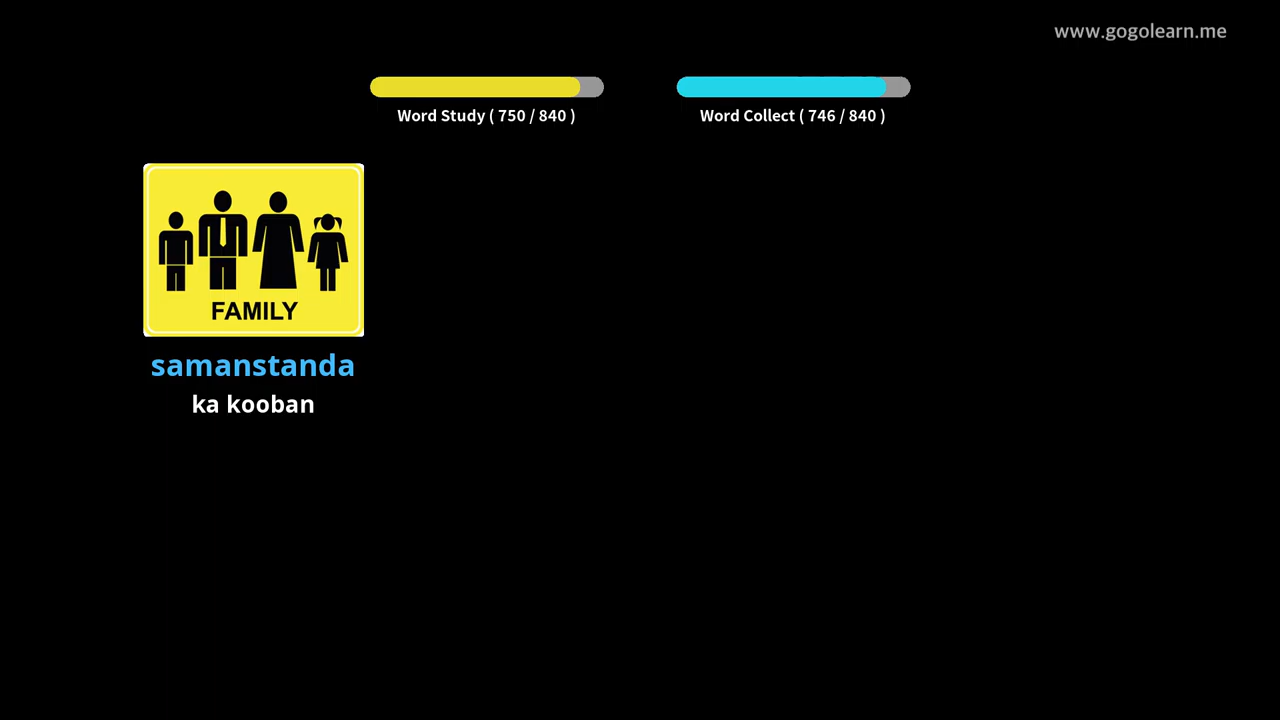 www.gogolearn.me
Word Study ( 750 / 840 )
Word Collect ( 746 / 840 )
FAMILY
samanstanda
ka kooban